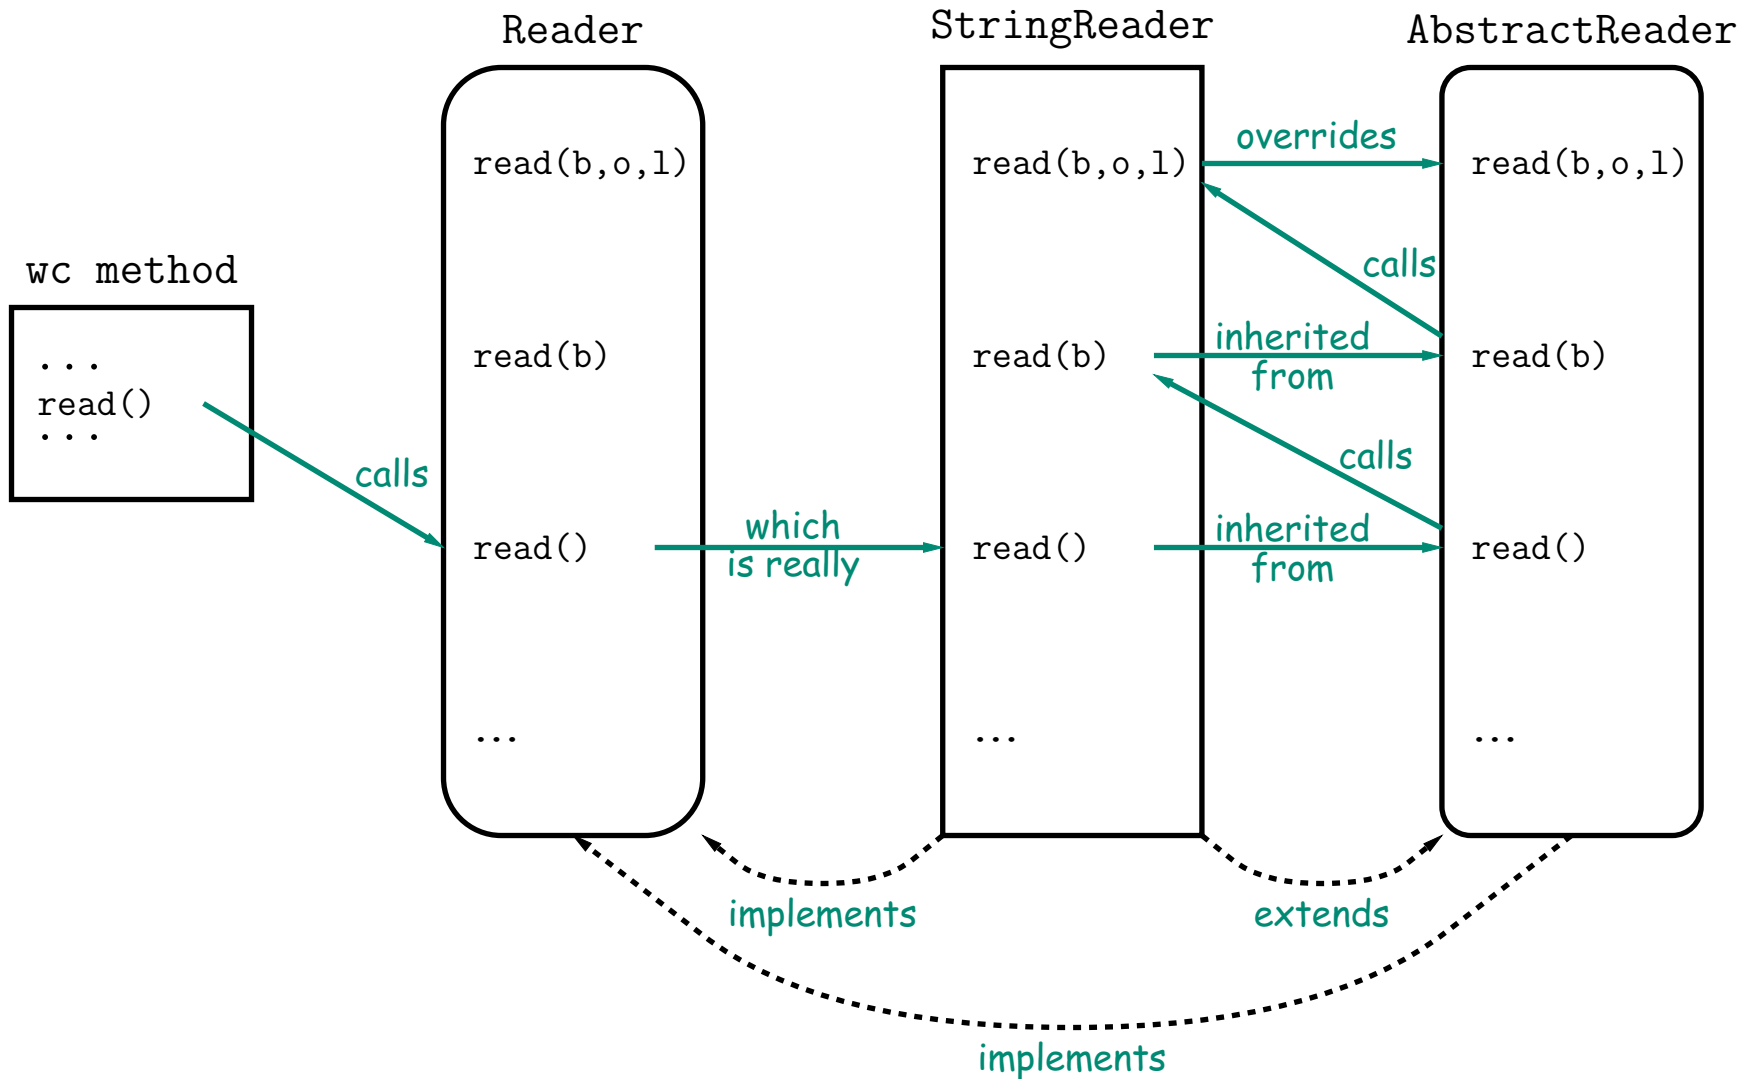 Reader
StringReader
AbstractReader
overrides
read(b,o,l)
read(b,o,l)
read(b,o,l)
wc method
calls
inherited
from
...
read()
...
read(b)
read(b)
read(b)
calls
calls
which
is really
inherited
from
read()
read()
read()
...
...
...
implements
extends
implements